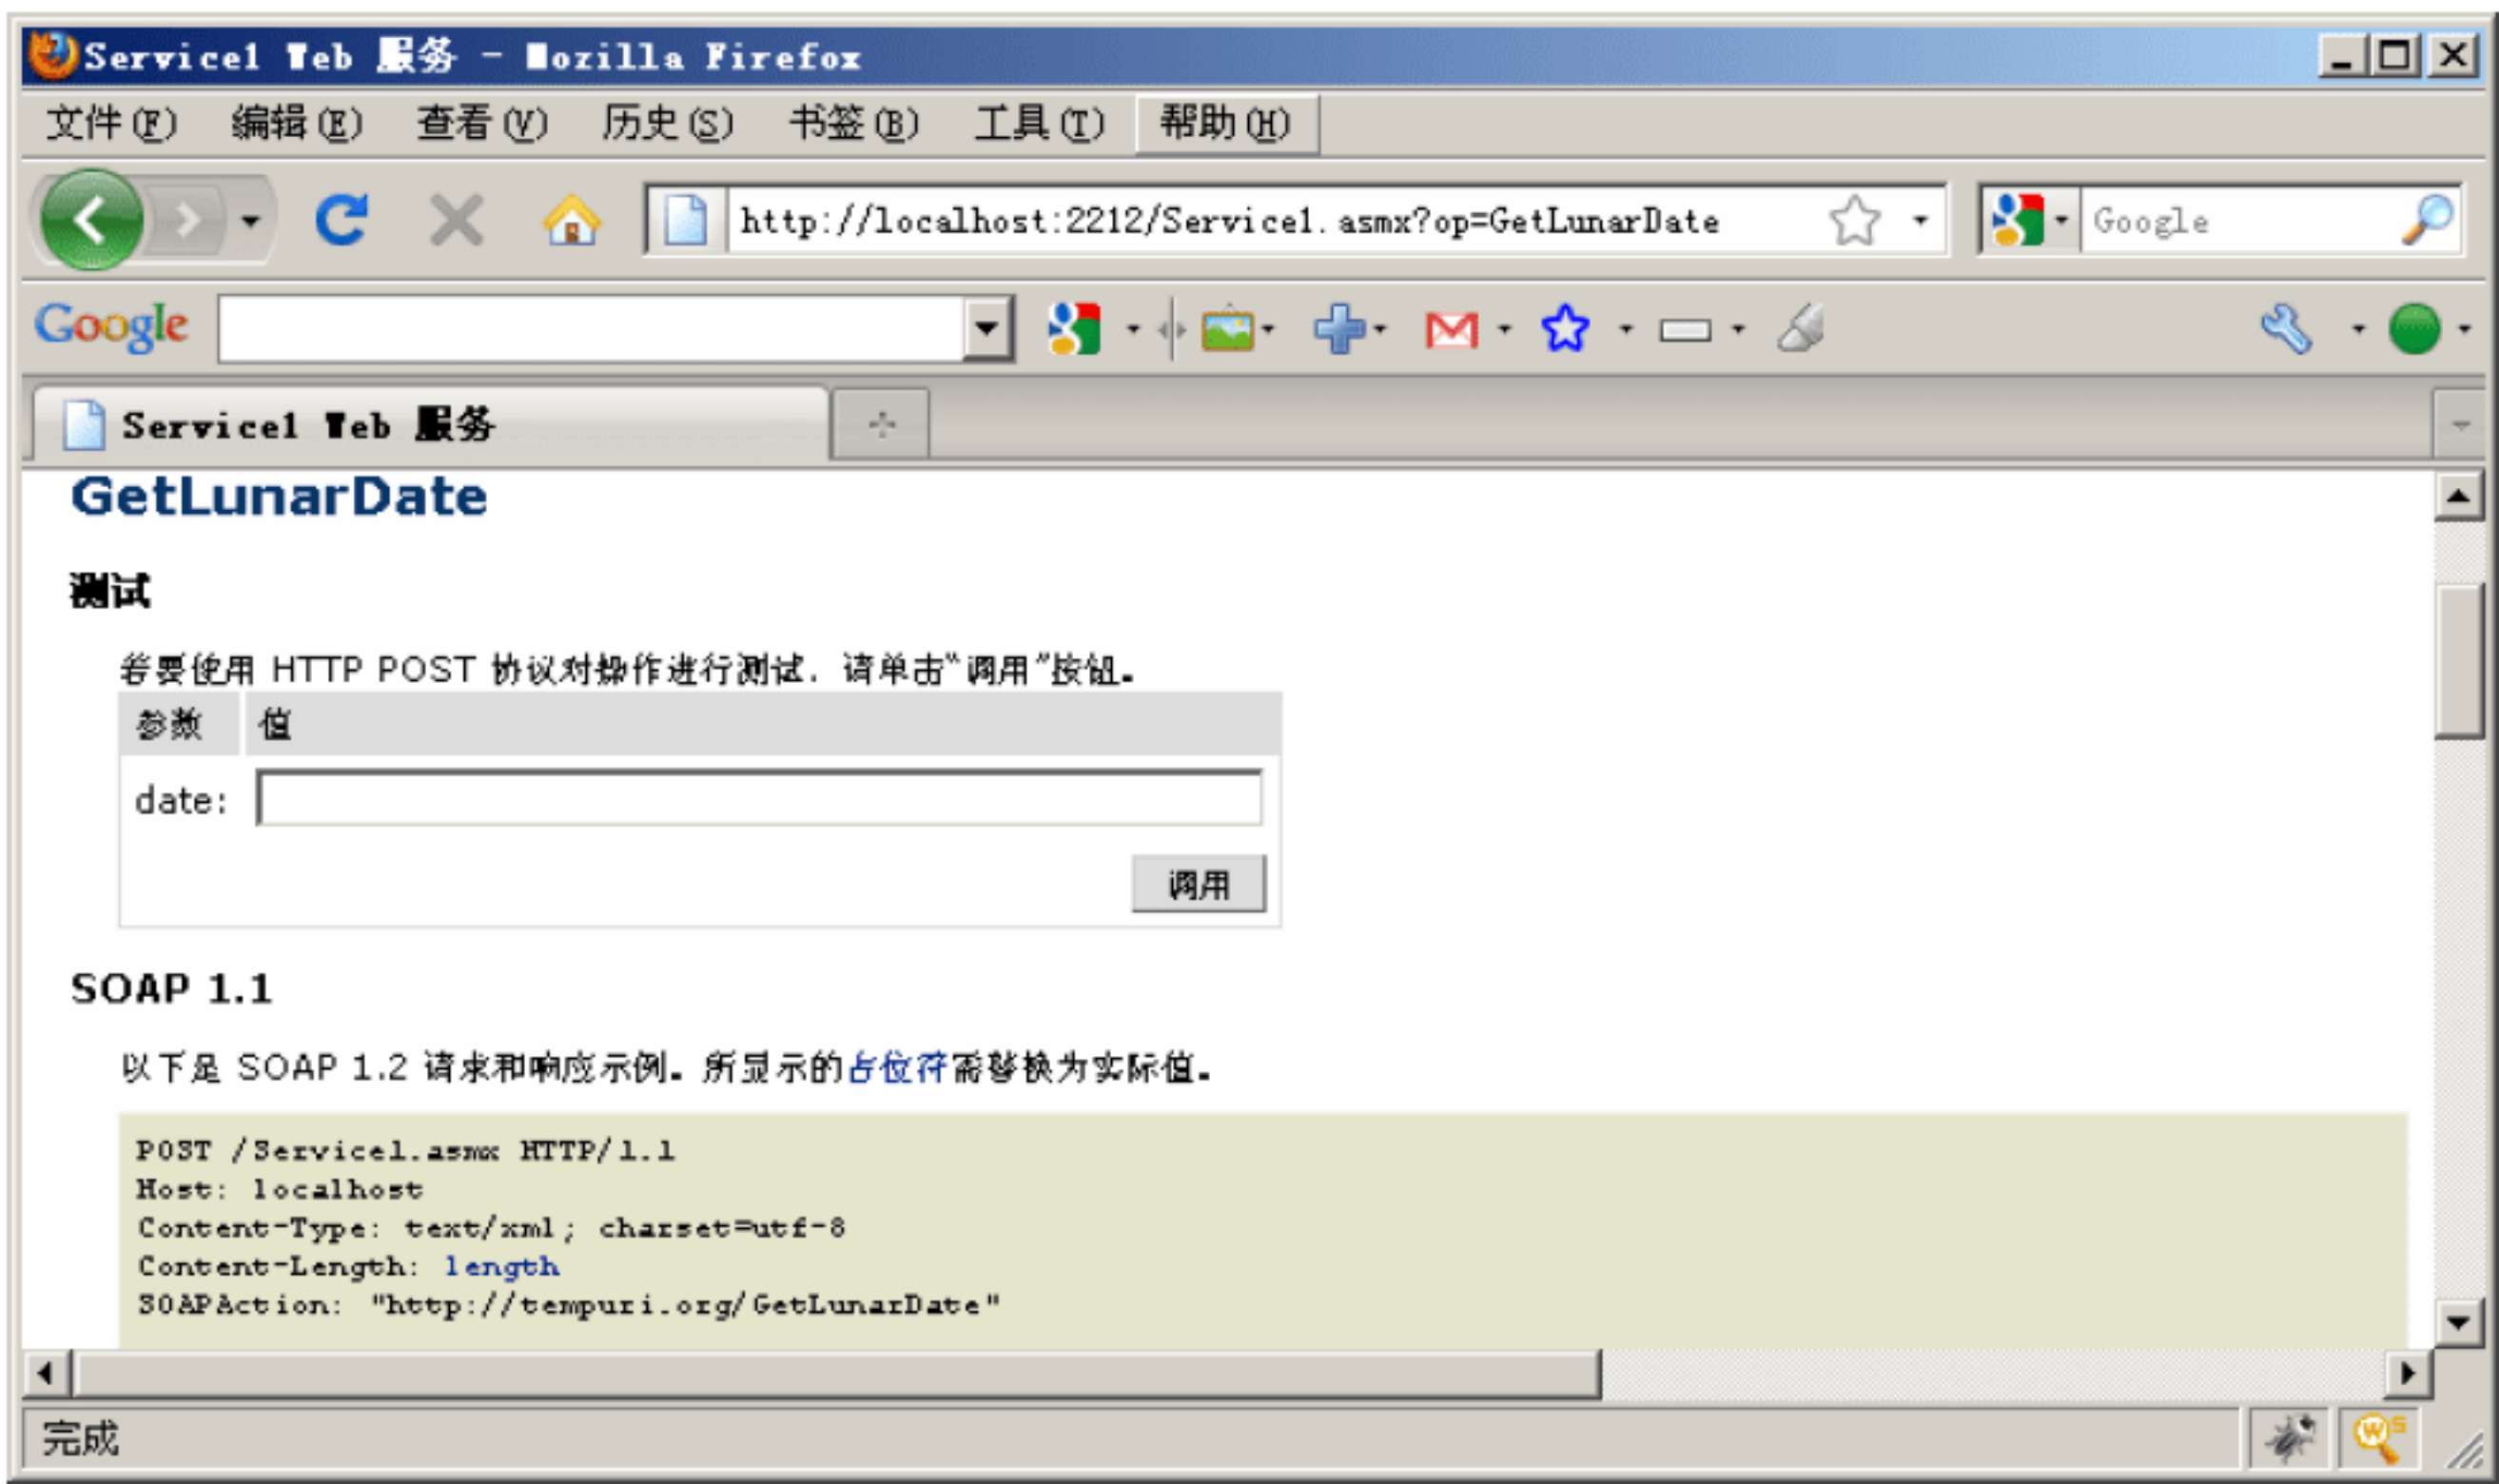 Service1 Web 服务 - Mozilla Firefox
文件(F) 编辑(E) 查看(V) 历史(S) 书签(B) 工具(T) 帮助(H)
http://localhost:2212/Service1.asmx?op=GetLunarDate Google
Google
Service1 Web 服务
GetLunarDate
测试
若要使用 HTTP POST 协议对操作进行测试，请单击“调用”按钮。
参数 值
date:
调用
SOAP 1.1
以下是 SOAP 1.2 请求和响应示例。所显示的占位符需替换为实际值。
POST /Service1.asmx HTTP/1.1
Host: localhost
Content-Type: text/xml; charset=utf-8
Content-Length: length
SOAPAction: "http://tempuri.org/GetLunarDate"
完成